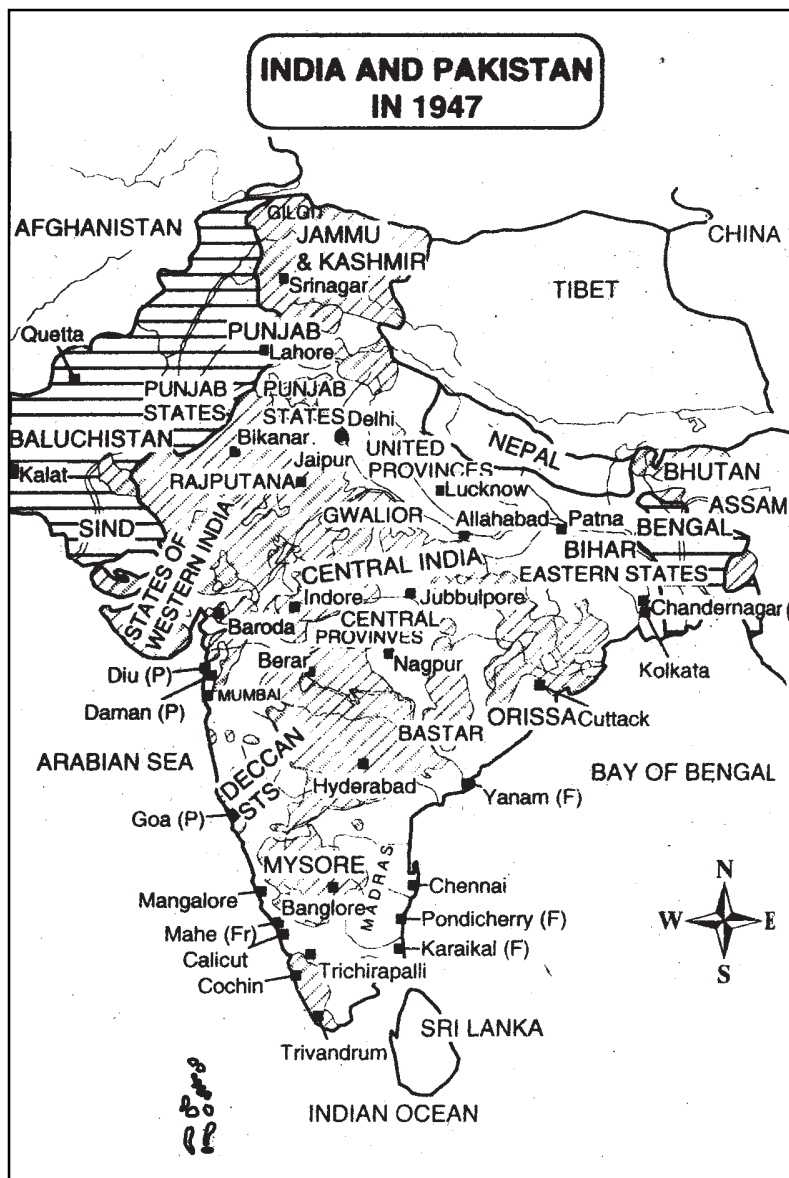 INDIA AND PAKISTAN
IN 1947
AFGHANISTAN
GILGIT
JAMMU
& KASHMIR
Srinagar
CHINA
TIBET
Quetta
PUNJAB
Lahore
PUNJAB
STATES
PUNJAB
STATES
Delhi
BALUCHISTAN
Bikanar
UNITED
PROVINCES
NEPAL
BHUTAN
Kalat
Jaipur
RAJPUTANA
Lucknow
ASSAM
SIND
GWALIOR
Allahabad
Patna
BENGAL
STATES OF
WESTERN INDIA
CENTRAL INDIA
BIHAR
EASTERN STATES
Baroda
Indore
Jubbulpore
Chandernagar (
CENTRAL
PROVINVES
Kolkata
Diu (P)
Berar
Nagpur
Daman (P)
MUMBAI
ORISSA
Cuttack
BASTAR
ARABIAN SEA
DECCAN
STS
Hyderabad
BAY OF BENGAL
Yanam (F)
Goa (P)
MYSORE
MADRAS
Chennai
Mangalore
Banglore
Pondicherry (F)
Mahe (Fr)
Karaikal (F)
Calicut
Trichirapalli
Cochin
N
W
E
S
SRI LANKA
Trivandrum
INDIAN OCEAN